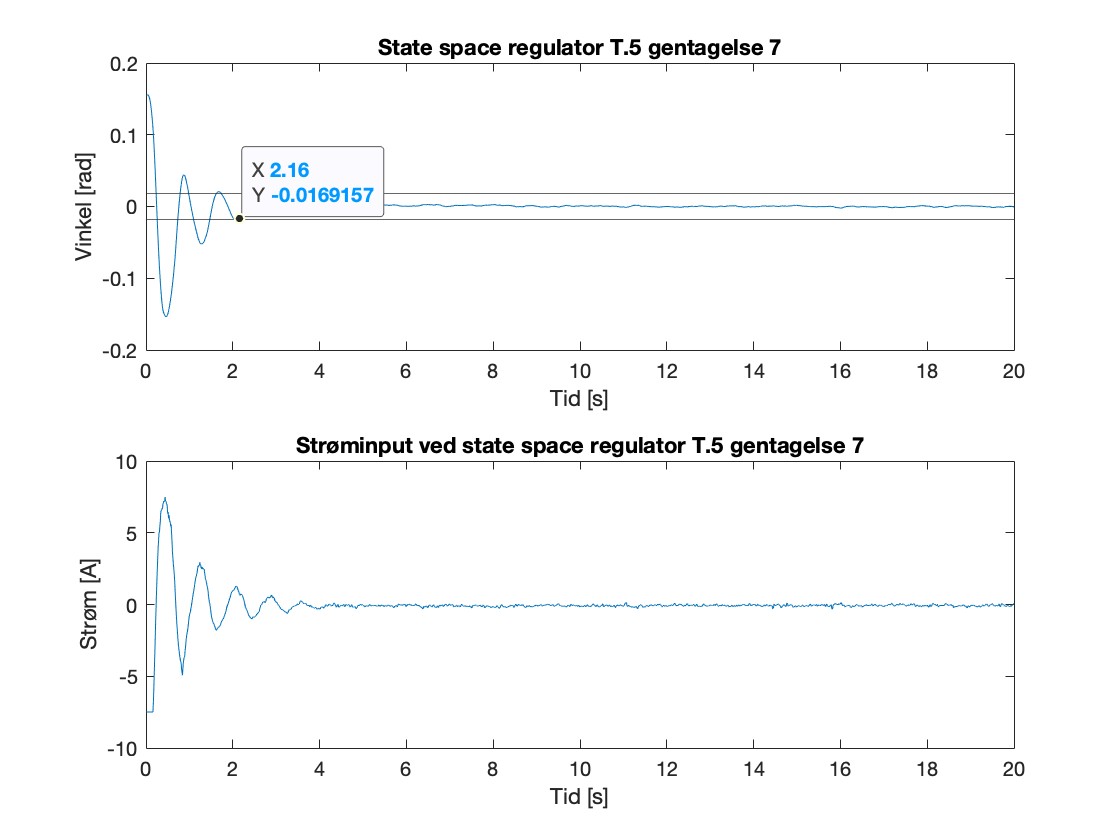 State space regulator T.5 gentagelse 7
0.2
0.1
0
-0.1
-0.2
Vinkel [rad]
X 2.16
Y -0.0169157
0 2 4 6 8 10 12 14 16 18 20
Tid [s]
Strøminput ved state space regulator T.5 gentagelse 7
10
5
0
-5
-10
Strøm [A]
0 2 4 6 8 10 12 14 16 18 20
Tid [s]